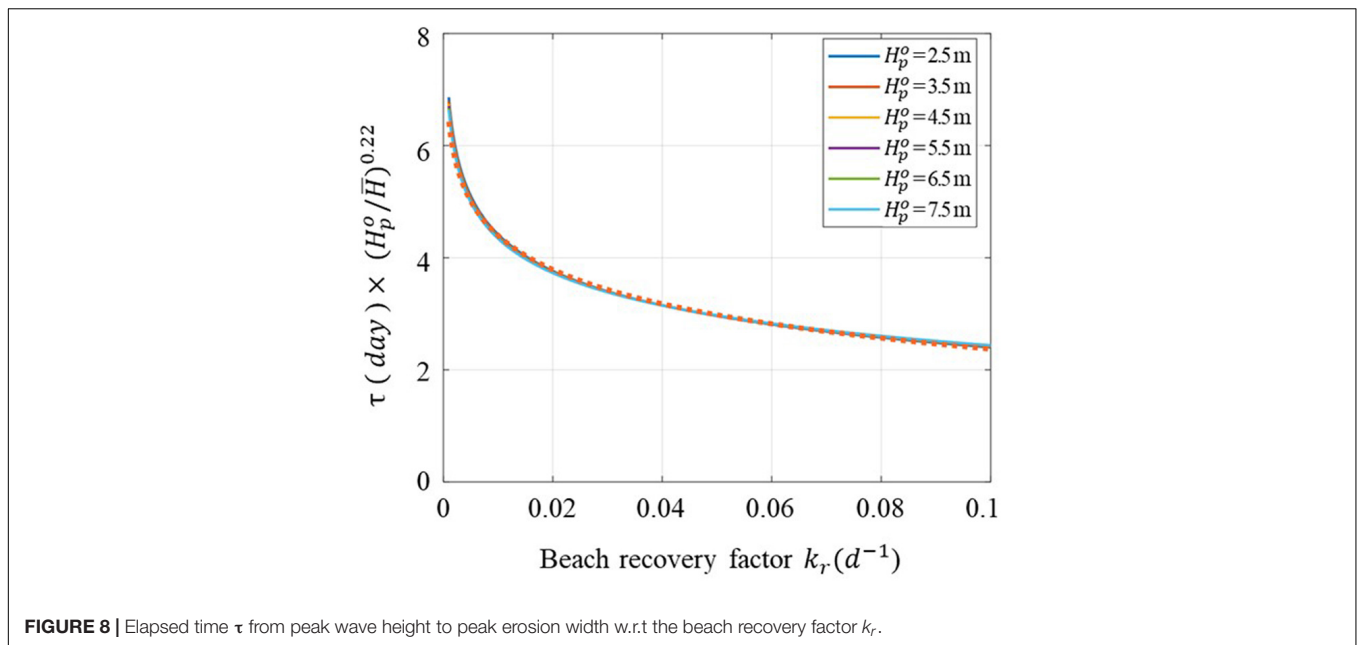 8
6
4
2
0
0 0.02 0.04 0.06 0.08 0.1
τ ( day ) × (H_p^o /H̅)^0.22
H_p^o = 2.5 m
H_p^o = 3.5 m
H_p^o = 4.5 m
H_p^o = 5.5 m
H_p^o = 6.5 m
H_p^o = 7.5 m
Beach recovery factor k_r (d^−1)
FIGURE 8 | Elapsed time τ from peak wave height to peak erosion width w.r.t the beach recovery factor k_r.